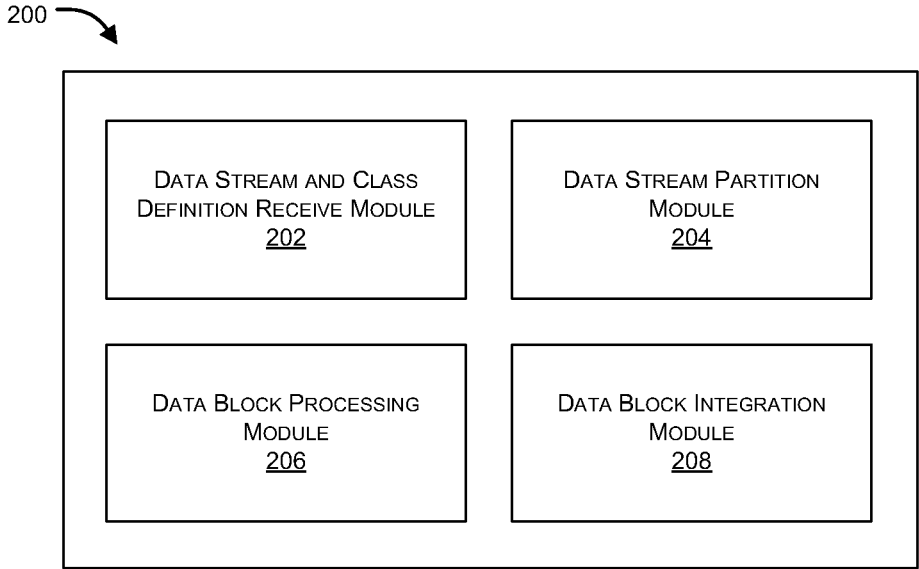 200
DATA STREAM AND CLASS
DEFINITION RECEIVE MODULE
202
DATA STREAM PARTITION
MODULE
204
DATA BLOCK PROCESSING
MODULE
206
DATA BLOCK INTEGRATION
MODULE
208